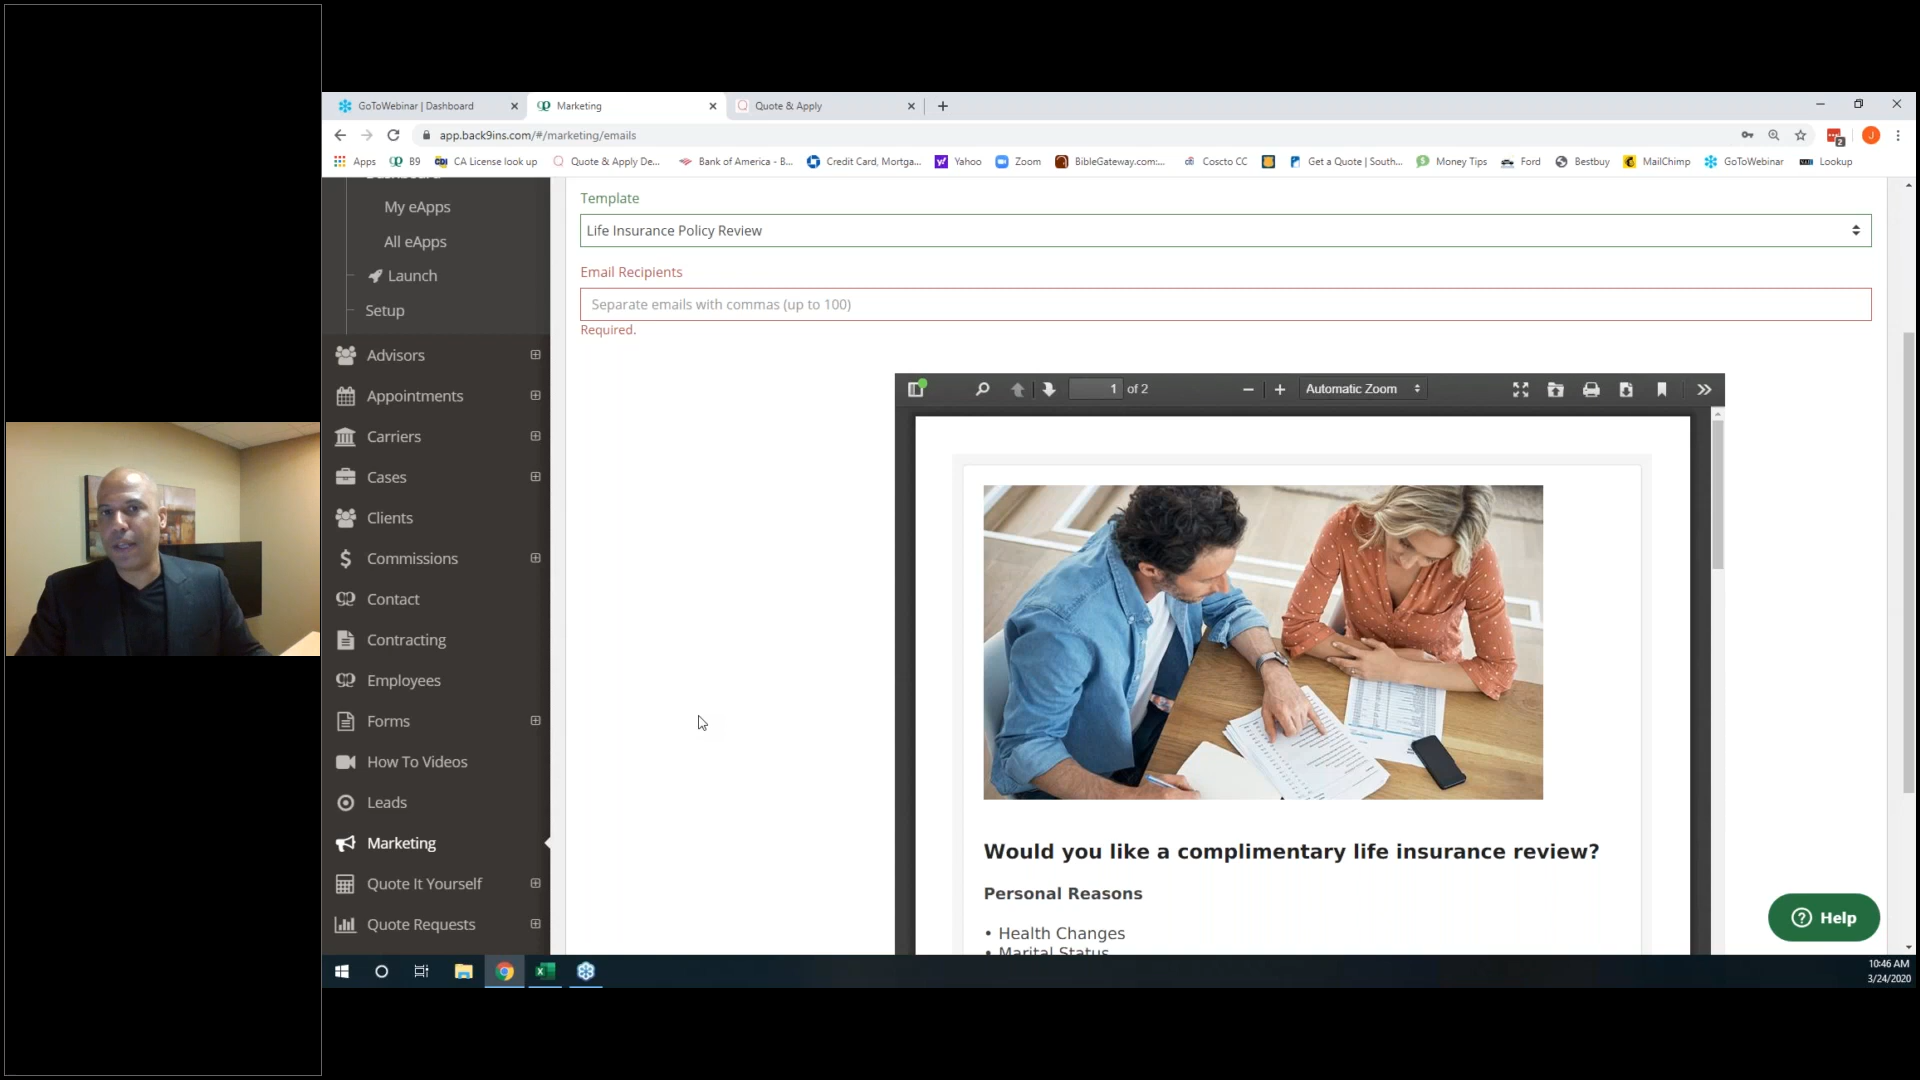 GoToWebinar | Dashboard
Marketing
Quote & Apply
app.back9ins.com/#/marketing/emails
2
J
Apps
B9
CA License look up
Quote & Apply De...
Bank of America - B...
Credit Card, Mortga...
Yahoo
Zoom
BibleGateway.com:...
Coscto CC
Get a Quote | South...
Money Tips
Ford
Bestbuy
MailChimp
GoToWebinar
Lookup
My eApps
All eApps
Launch
Setup
Advisors
Appointments
Carriers
Cases
Clients
Commissions
Contact
Contracting
Employees
Forms
How To Videos
Leads
Marketing
Quote It Yourself
Quote Requests
Template
Life Insurance Policy Review
Email Recipients
Separate emails with commas (up to 100)
Required.
1 of 2
Automatic Zoom
Would you like a complimentary life insurance review?
Personal Reasons
• Health Changes
• Marital Status
Help
10:46 AM
3/24/2020